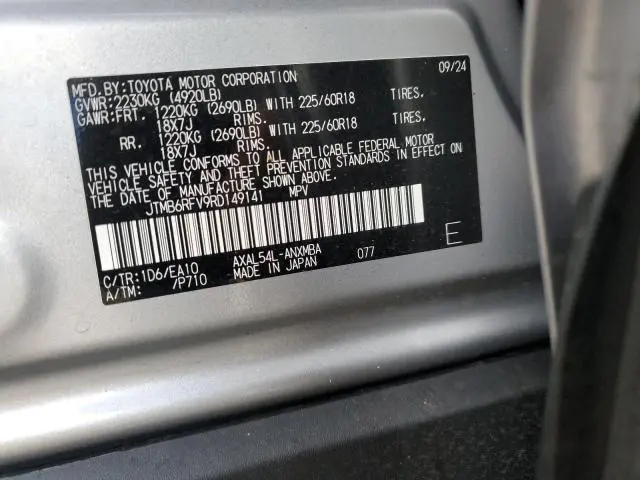 MFD.BY:TOYOTA MOTOR CORPORATION 09/24
GVWR:2230KG (4920LB)
GAWR:FRT. 1220KG (2690LB) WITH 225/60R18 TIRES.
18X7J RIMS.
RR. 1220KG (2690LB) WITH 225/60R18 TIRES.
18X7J RIMS.
THIS VEHICLE CONFORMS TO ALL APPLICABLE FEDERAL MOTOR
VEHICLE SAFETY AND THEFT PREVENTION STANDARDS IN EFFECT ON
THE DATE OF MANUFACTURE SHOWN ABOVE.
JTMB6RFV9RD149141 MPV
C/TR:1D6/EA10 AXAL54L-ANXMBA 077 E
A/TM: /P710 MADE IN JAPAN